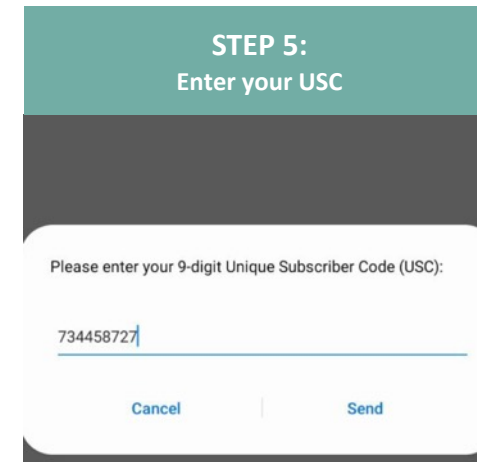 STEP 5:
Enter your USC
Please enter your 9-digit Unique Subscriber Code (USC):
734458727
Cancel
Send